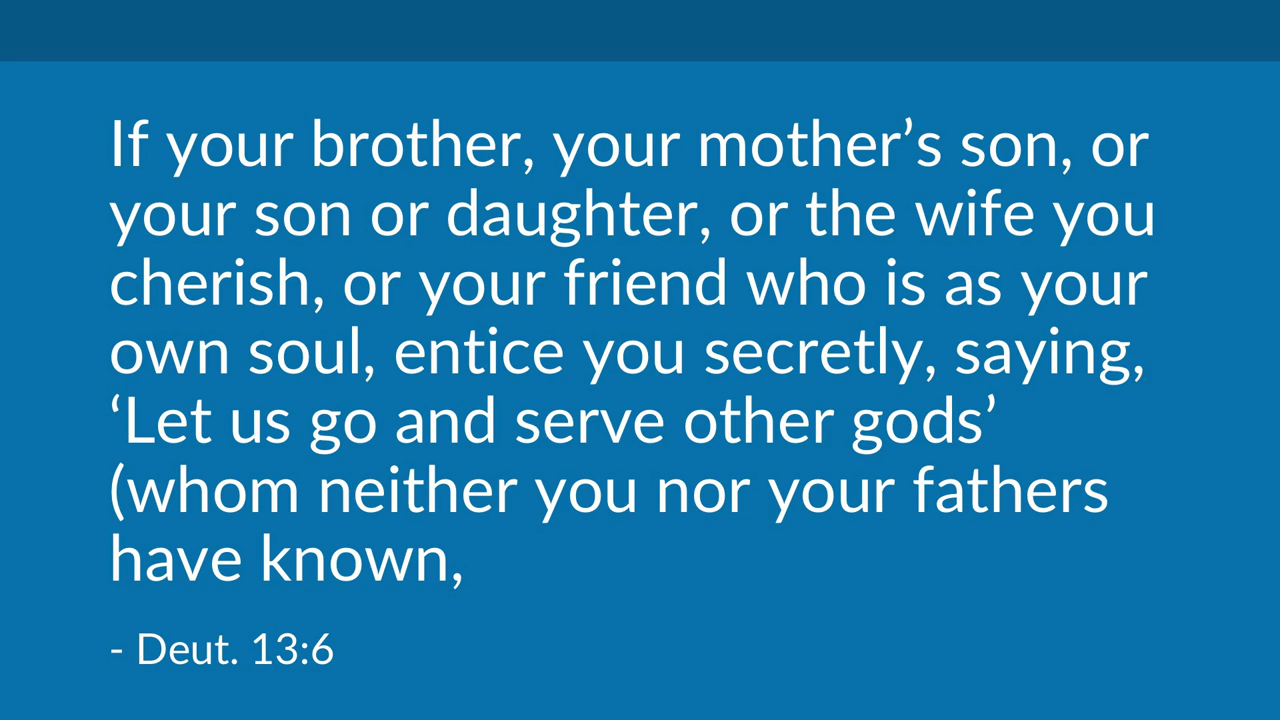 If your brother, your mother’s son, or
your son or daughter, or the wife you
cherish, or your friend who is as your
own soul, entice you secretly, saying,
‘Let us go and serve other gods’
(whom neither you nor your fathers
have known,
- Deut. 13:6